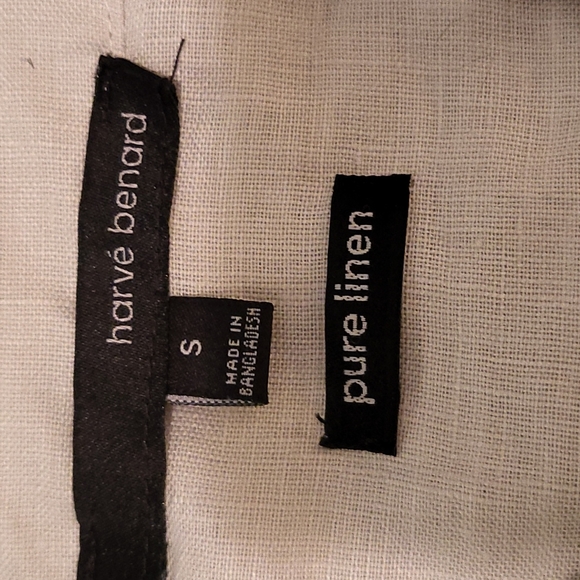 harvé benard
S
MADE IN
BANGLADESH
pure linen